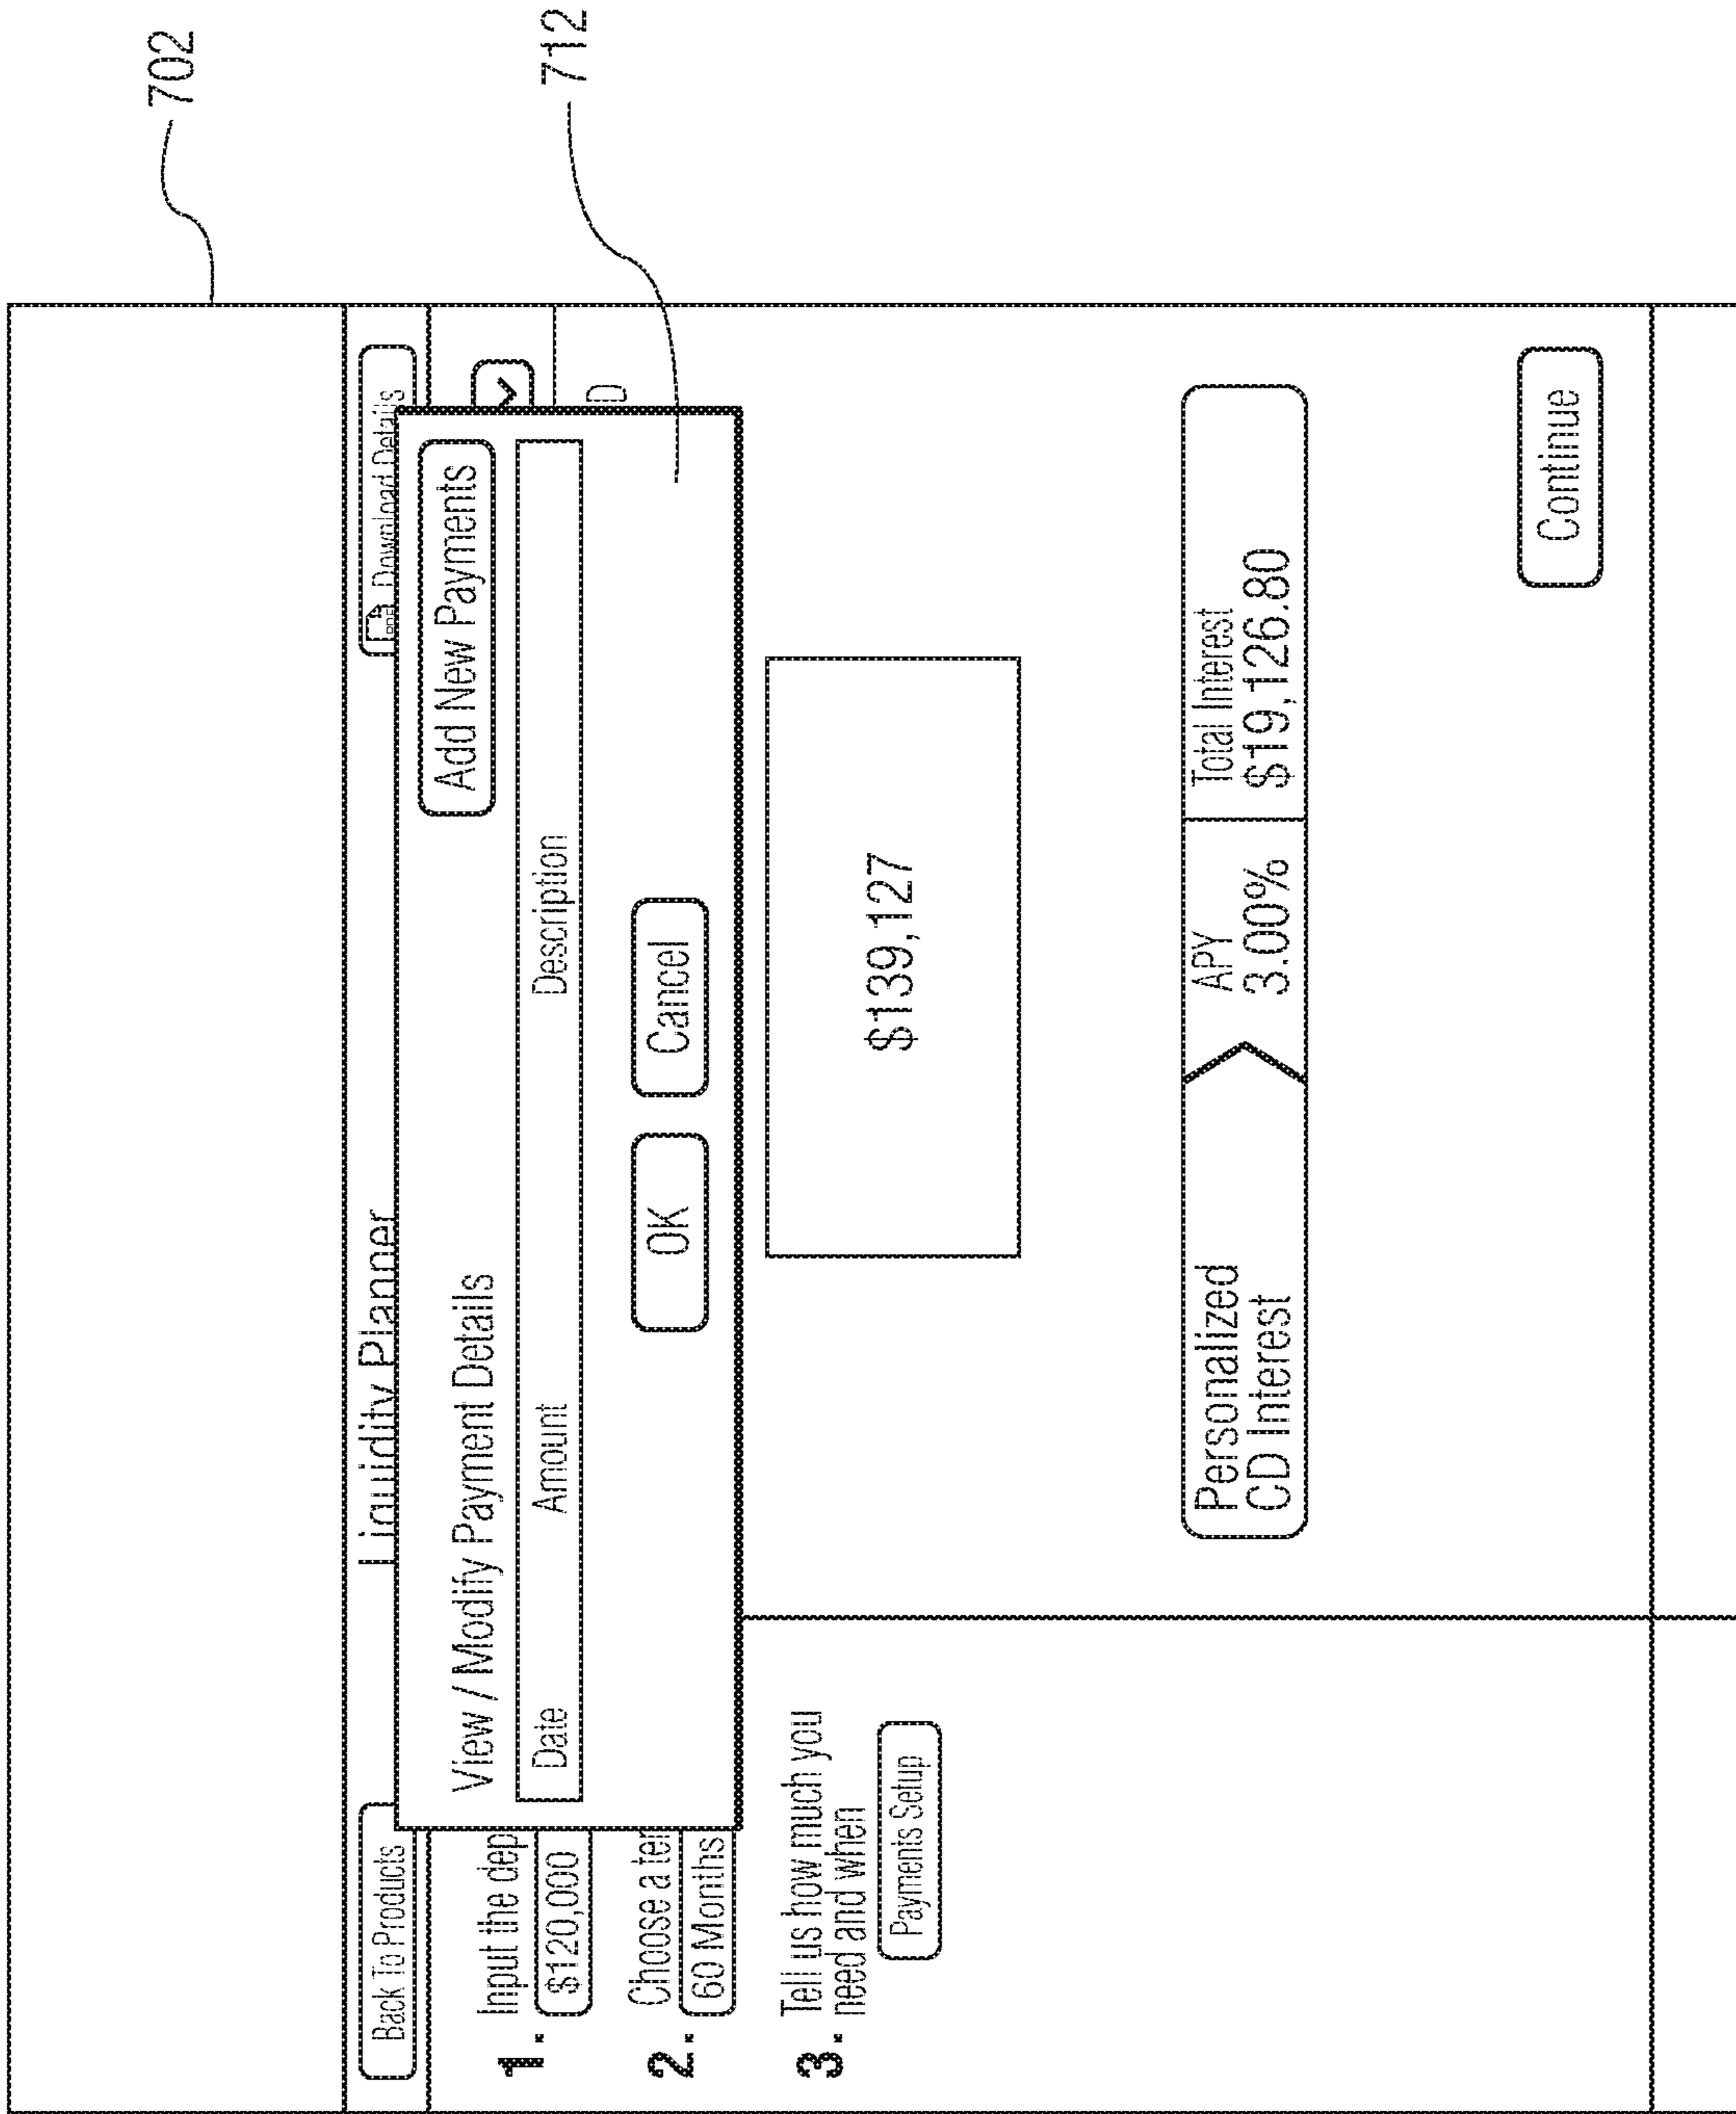 702
Back To Products
Liquidity Planner
PDF Download Details
712
View / Modify Payment Details
Add New Payments
Date Amount Description
OK Cancel
D
1. Input the dep
$120,000
2. Choose a ter
60 Months
3. Tell us how much you
need and when
Payments Setup
$139,127
Personalized
CD Interest
APY
3.00%
Total Interest
$19,126.80
Continue